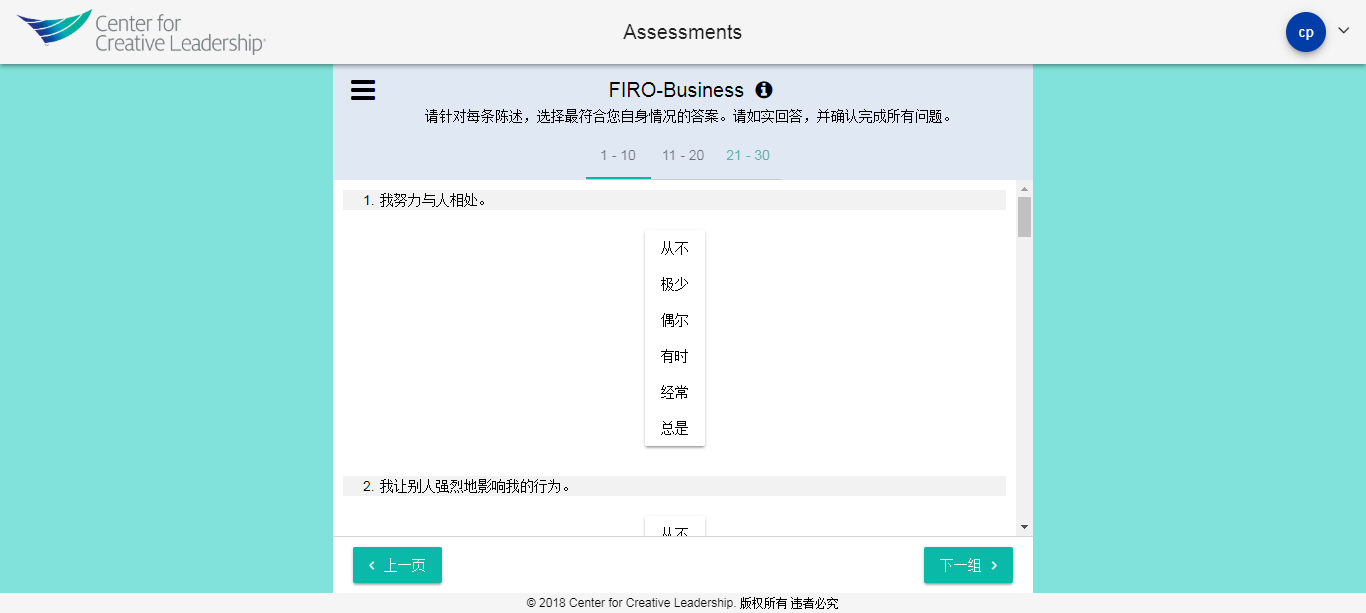 Center for
Creative Leadership®
Assessments
cp
FIRO-Business
请针对每条陈述，选择最符合您自身情况的答案。请如实回答，并确认完成所有问题。
1 - 10 11 - 20 21 - 30
1. 我努力与人相处。
从不
极少
偶尔
有时
经常
总是
2. 我让别人强烈地影响我的行为。
从不
上一页 下一组
© 2018 Center for Creative Leadership. 版权所有 违者必究